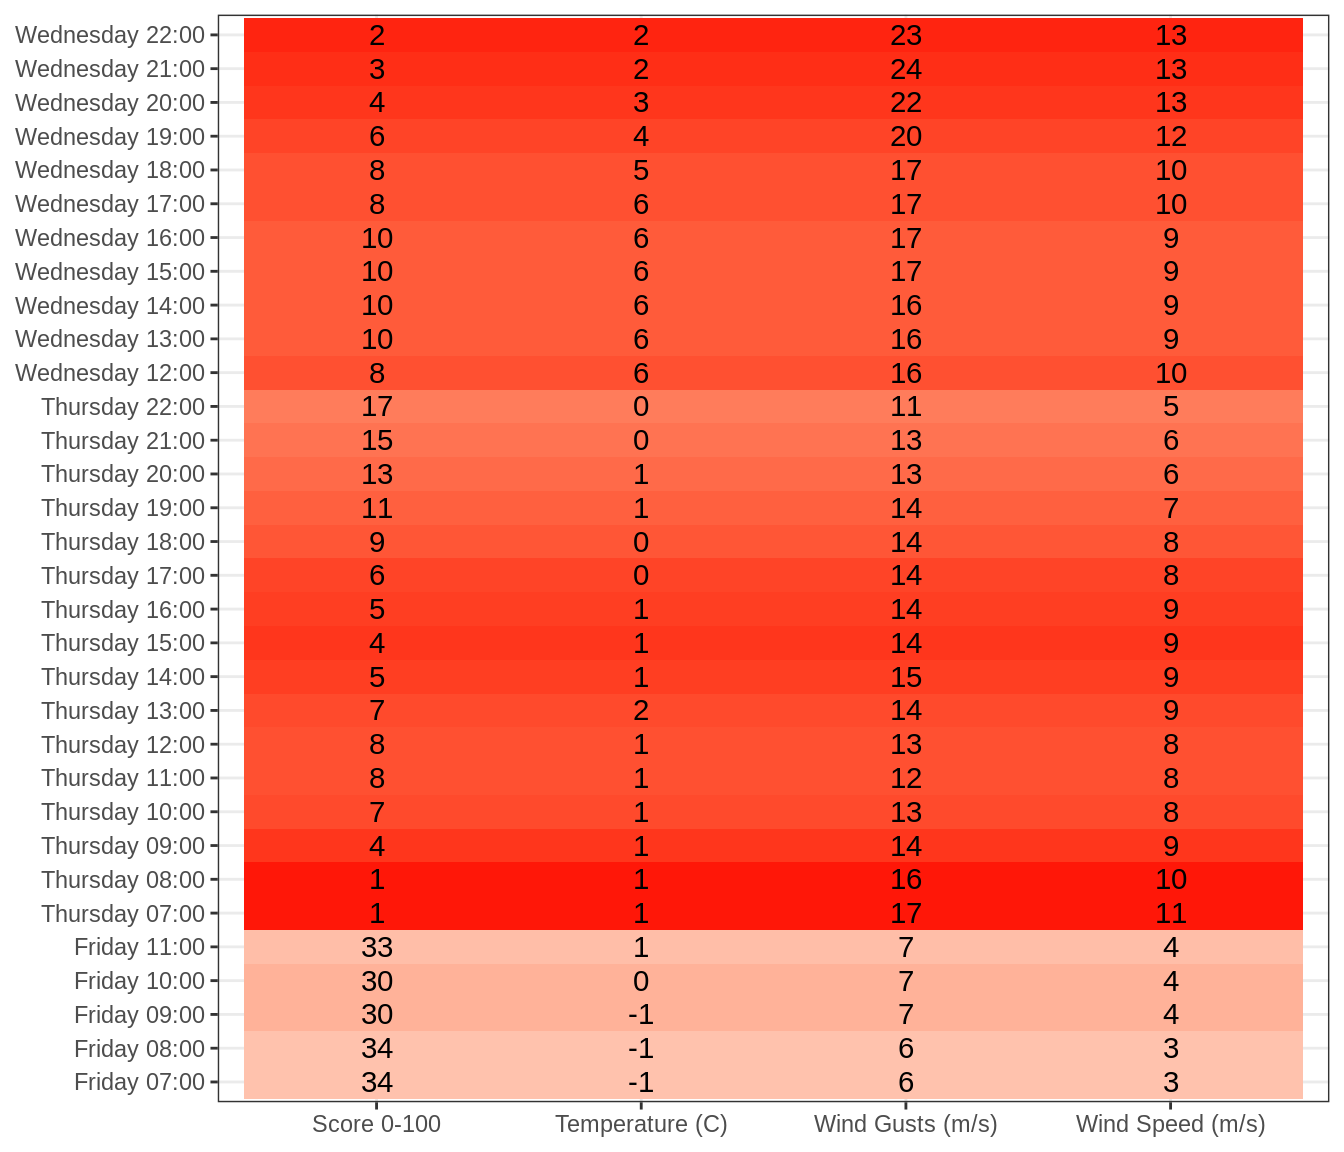 Wednesday 22:00 2 2 23 13
Wednesday 21:00 3 2 24 13
Wednesday 20:00 4 3 22 13
Wednesday 19:00 6 4 20 12
Wednesday 18:00 8 5 17 10
Wednesday 17:00 8 6 17 10
Wednesday 16:00 10 6 17 9
Wednesday 15:00 10 6 17 9
Wednesday 14:00 10 6 16 9
Wednesday 13:00 10 6 16 9
Wednesday 12:00 8 6 16 10
Thursday 22:00 17 0 11 5
Thursday 21:00 15 0 13 6
Thursday 20:00 13 1 13 6
Thursday 19:00 11 1 14 7
Thursday 18:00 9 0 14 8
Thursday 17:00 6 0 14 8
Thursday 16:00 5 1 14 9
Thursday 15:00 4 1 14 9
Thursday 14:00 5 1 15 9
Thursday 13:00 7 2 14 9
Thursday 12:00 8 1 13 8
Thursday 11:00 8 1 12 8
Thursday 10:00 7 1 13 8
Thursday 09:00 4 1 14 9
Thursday 08:00 1 1 16 10
Thursday 07:00 1 1 17 11
Friday 11:00 33 1 7 4
Friday 10:00 30 0 7 4
Friday 09:00 30 -1 7 4
Friday 08:00 34 -1 6 3
Friday 07:00 34 -1 6 3
Score 0-100 Temperature (C) Wind Gusts (m/s) Wind Speed (m/s)